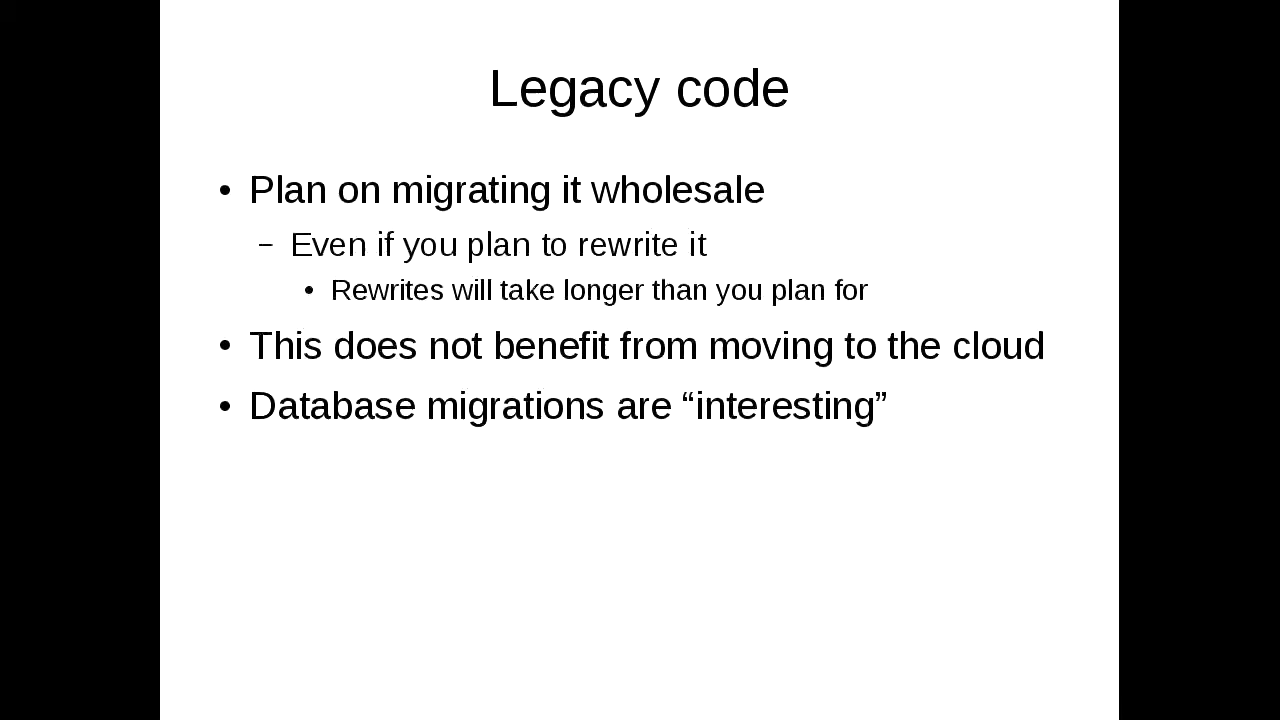 Legacy code
• Plan on migrating it wholesale
– Even if you plan to rewrite it
• Rewrites will take longer than you plan for
• This does not benefit from moving to the cloud
• Database migrations are “interesting”